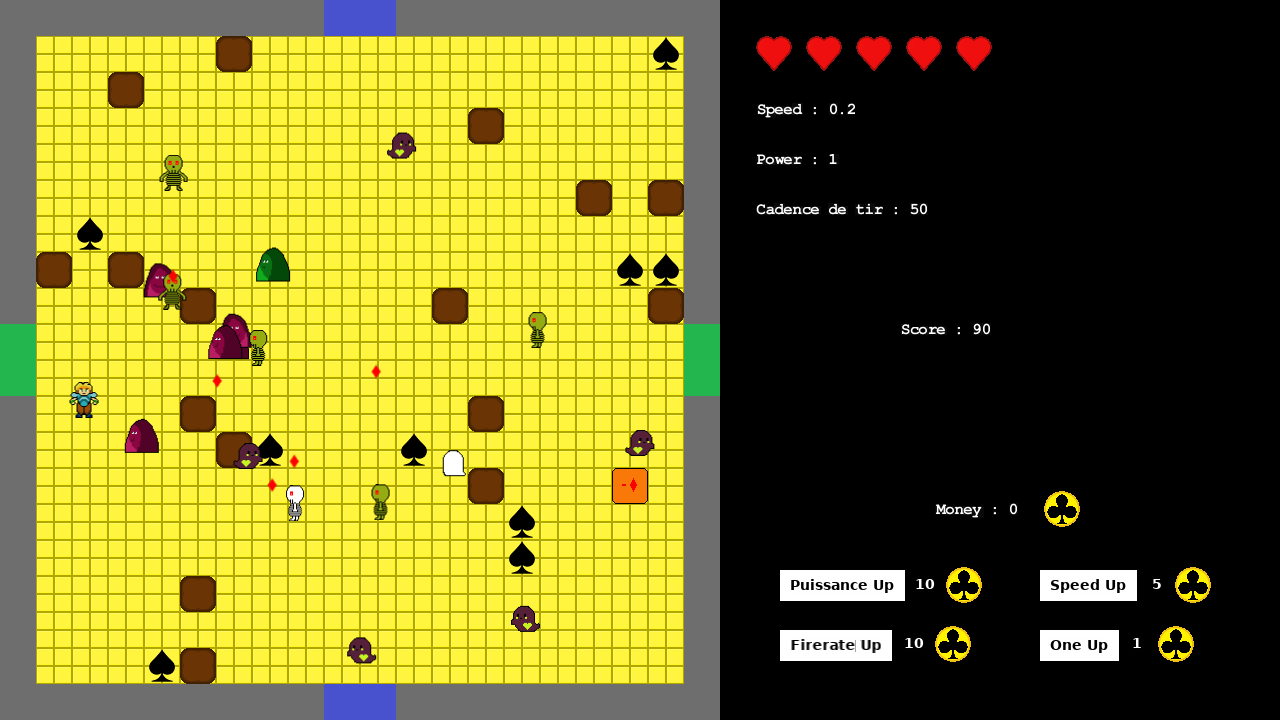 Speed : 0.2
Power : 1
Cadence de tir : 50
Score : 90
Money : 0
Puissance Up 10
Speed Up 5
Firerate Up 10
One Up 1